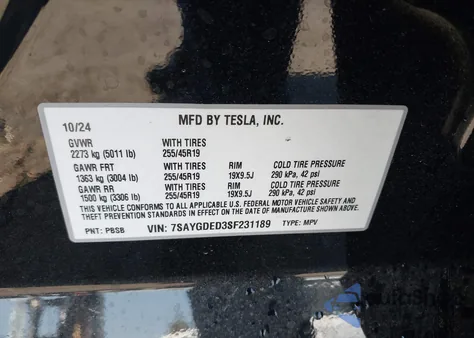 MFD BY TESLA, INC.
10/24
GVWR WITH TIRES
2273 kg (5011 lb) 255/45R19
GAWR FRT WITH TIRES RIM COLD TIRE PRESSURE
1363 kg (3004 lb) 255/45R19 19X9.5J 290 kPa, 42 psi
GAWR RR WITH TIRES RIM COLD TIRE PRESSURE
1500 kg (3306 lb) 255/45R19 19X9.5J 290 kPa, 42 psi
THIS VEHICLE CONFORMS TO ALL APPLICABLE U.S. FEDERAL MOTOR VEHICLE SAFETY AND
THEFT PREVENTION STANDARDS IN EFFECT ON THE DATE OF MANUFACTURE SHOWN ABOVE.
PNT: PBSB VIN: 7SAYGDED3SF231189 TYPE: MPV